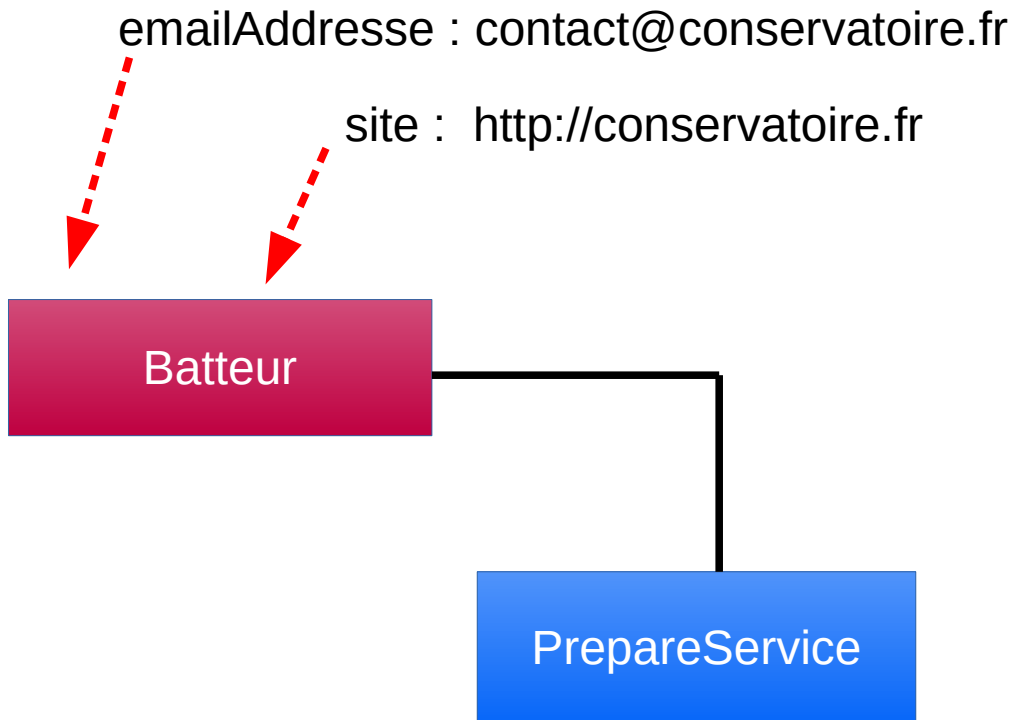 emailAddresse : contact@conservatoire.fr
site : http://conservatoire.fr
Batteur
PrepareService